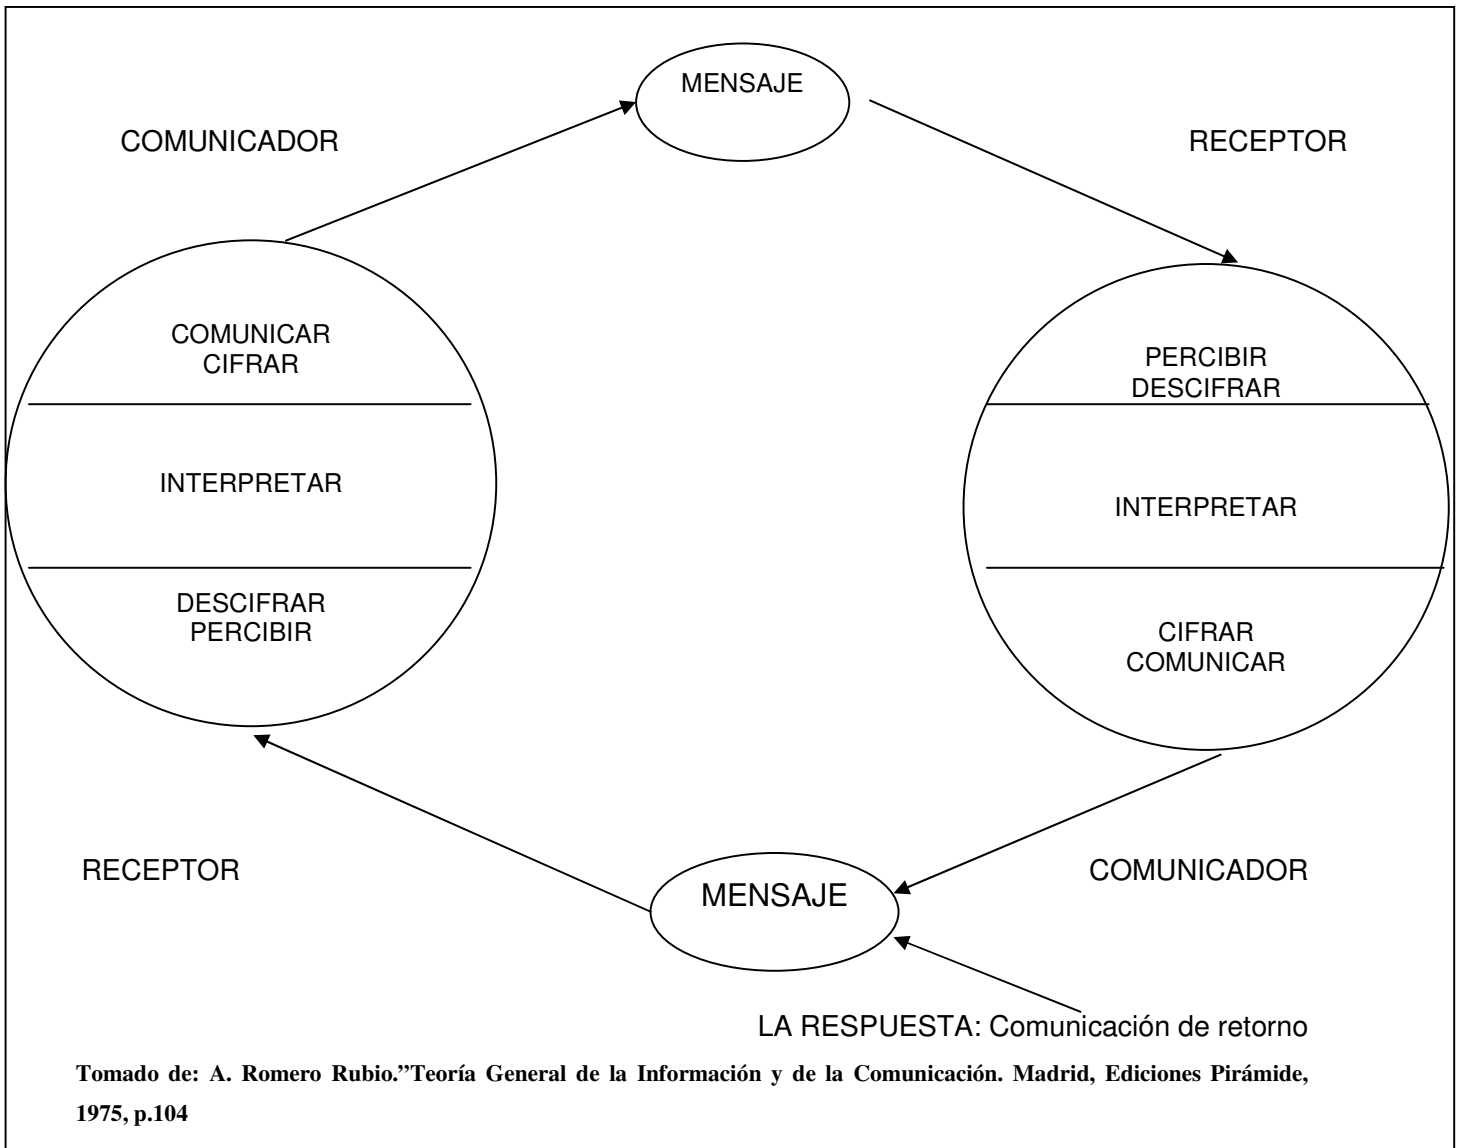 MENSAJE
COMUNICADOR
RECEPTOR
COMUNICAR
CIFRAR
PERCIBIR
DESCIFRAR
INTERPRETAR
INTERPRETAR
DESCIFRAR
PERCIBIR
CIFRAR
COMUNICAR
RECEPTOR
COMUNICADOR
MENSAJE
LA RESPUESTA: Comunicación de retorno
Tomado de: A. Romero Rubio.”Teoría General de la Información y de la Comunicación. Madrid, Ediciones Pirámide,
1975, p.104